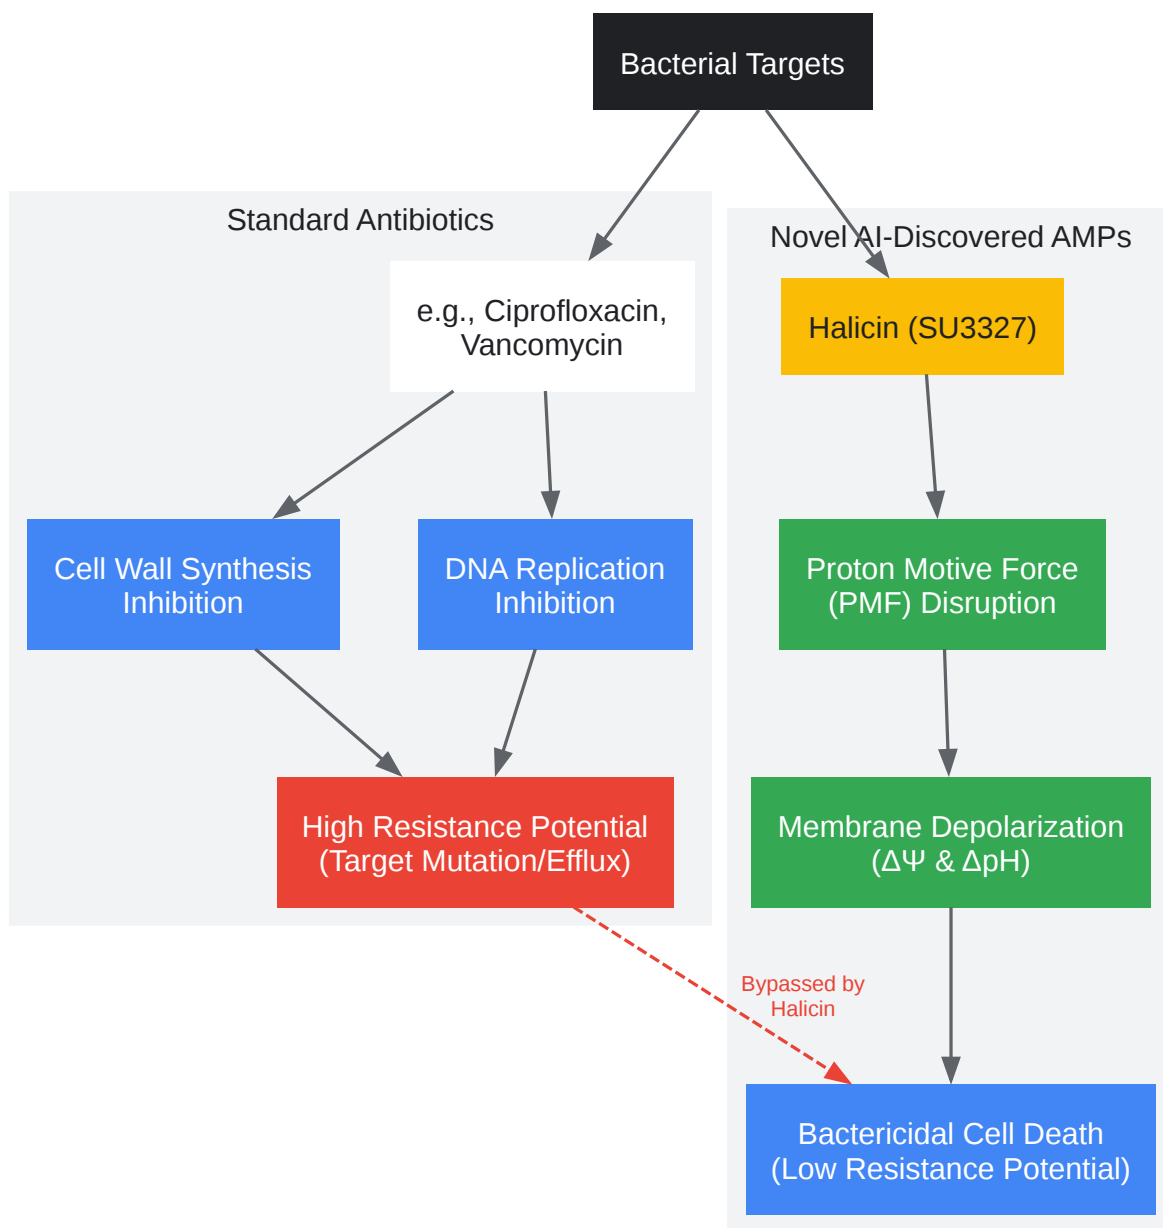 Bacterial Targets
Standard Antibiotics
e.g., Ciprofloxacin,
Vancomycin
Cell Wall Synthesis
Inhibition
DNA Replication
Inhibition
High Resistance Potential
(Target Mutation/Efflux)
Novel AI-Discovered AMPs
Halicin (SU3327)
Proton Motive Force
(PMF) Disruption
Membrane Depolarization
(ΔΨ & ΔpH)
Bypassed by
Halicin
Bactericidal Cell Death
(Low Resistance Potential)